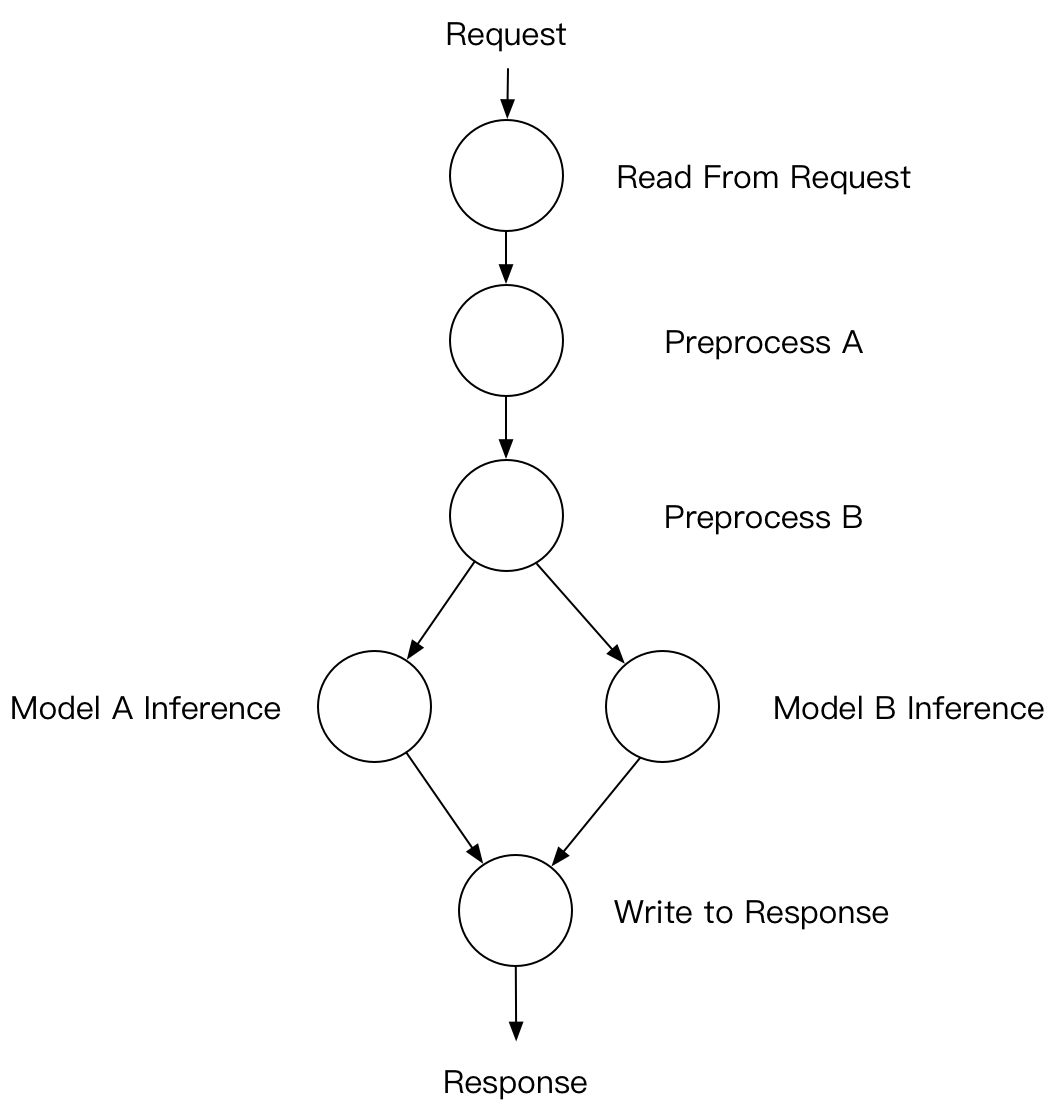 Request
Read From Request
Preprocess A
Preprocess B
Model A Inference
Model B Inference
Write to Response
Response